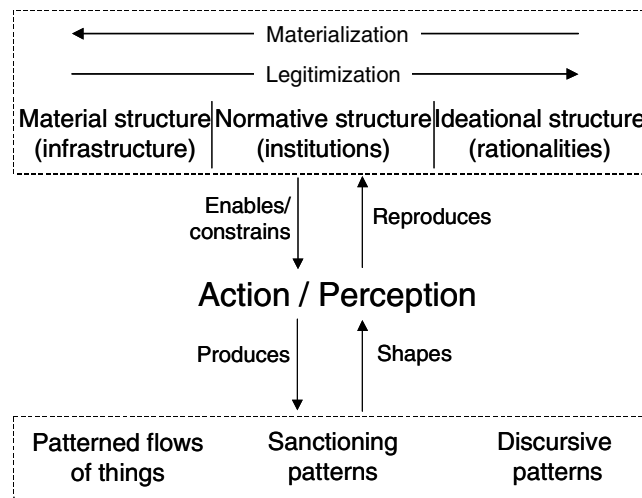 Materialization
Legitimization
Material structure Normative structure Ideational structure
(infrastructure) (institutions) (rationalities)
Enables/
constrains
Reproduces
Action / Perception
Produces Shapes
Patterned flows Sanctioning Discursive
of things patterns patterns